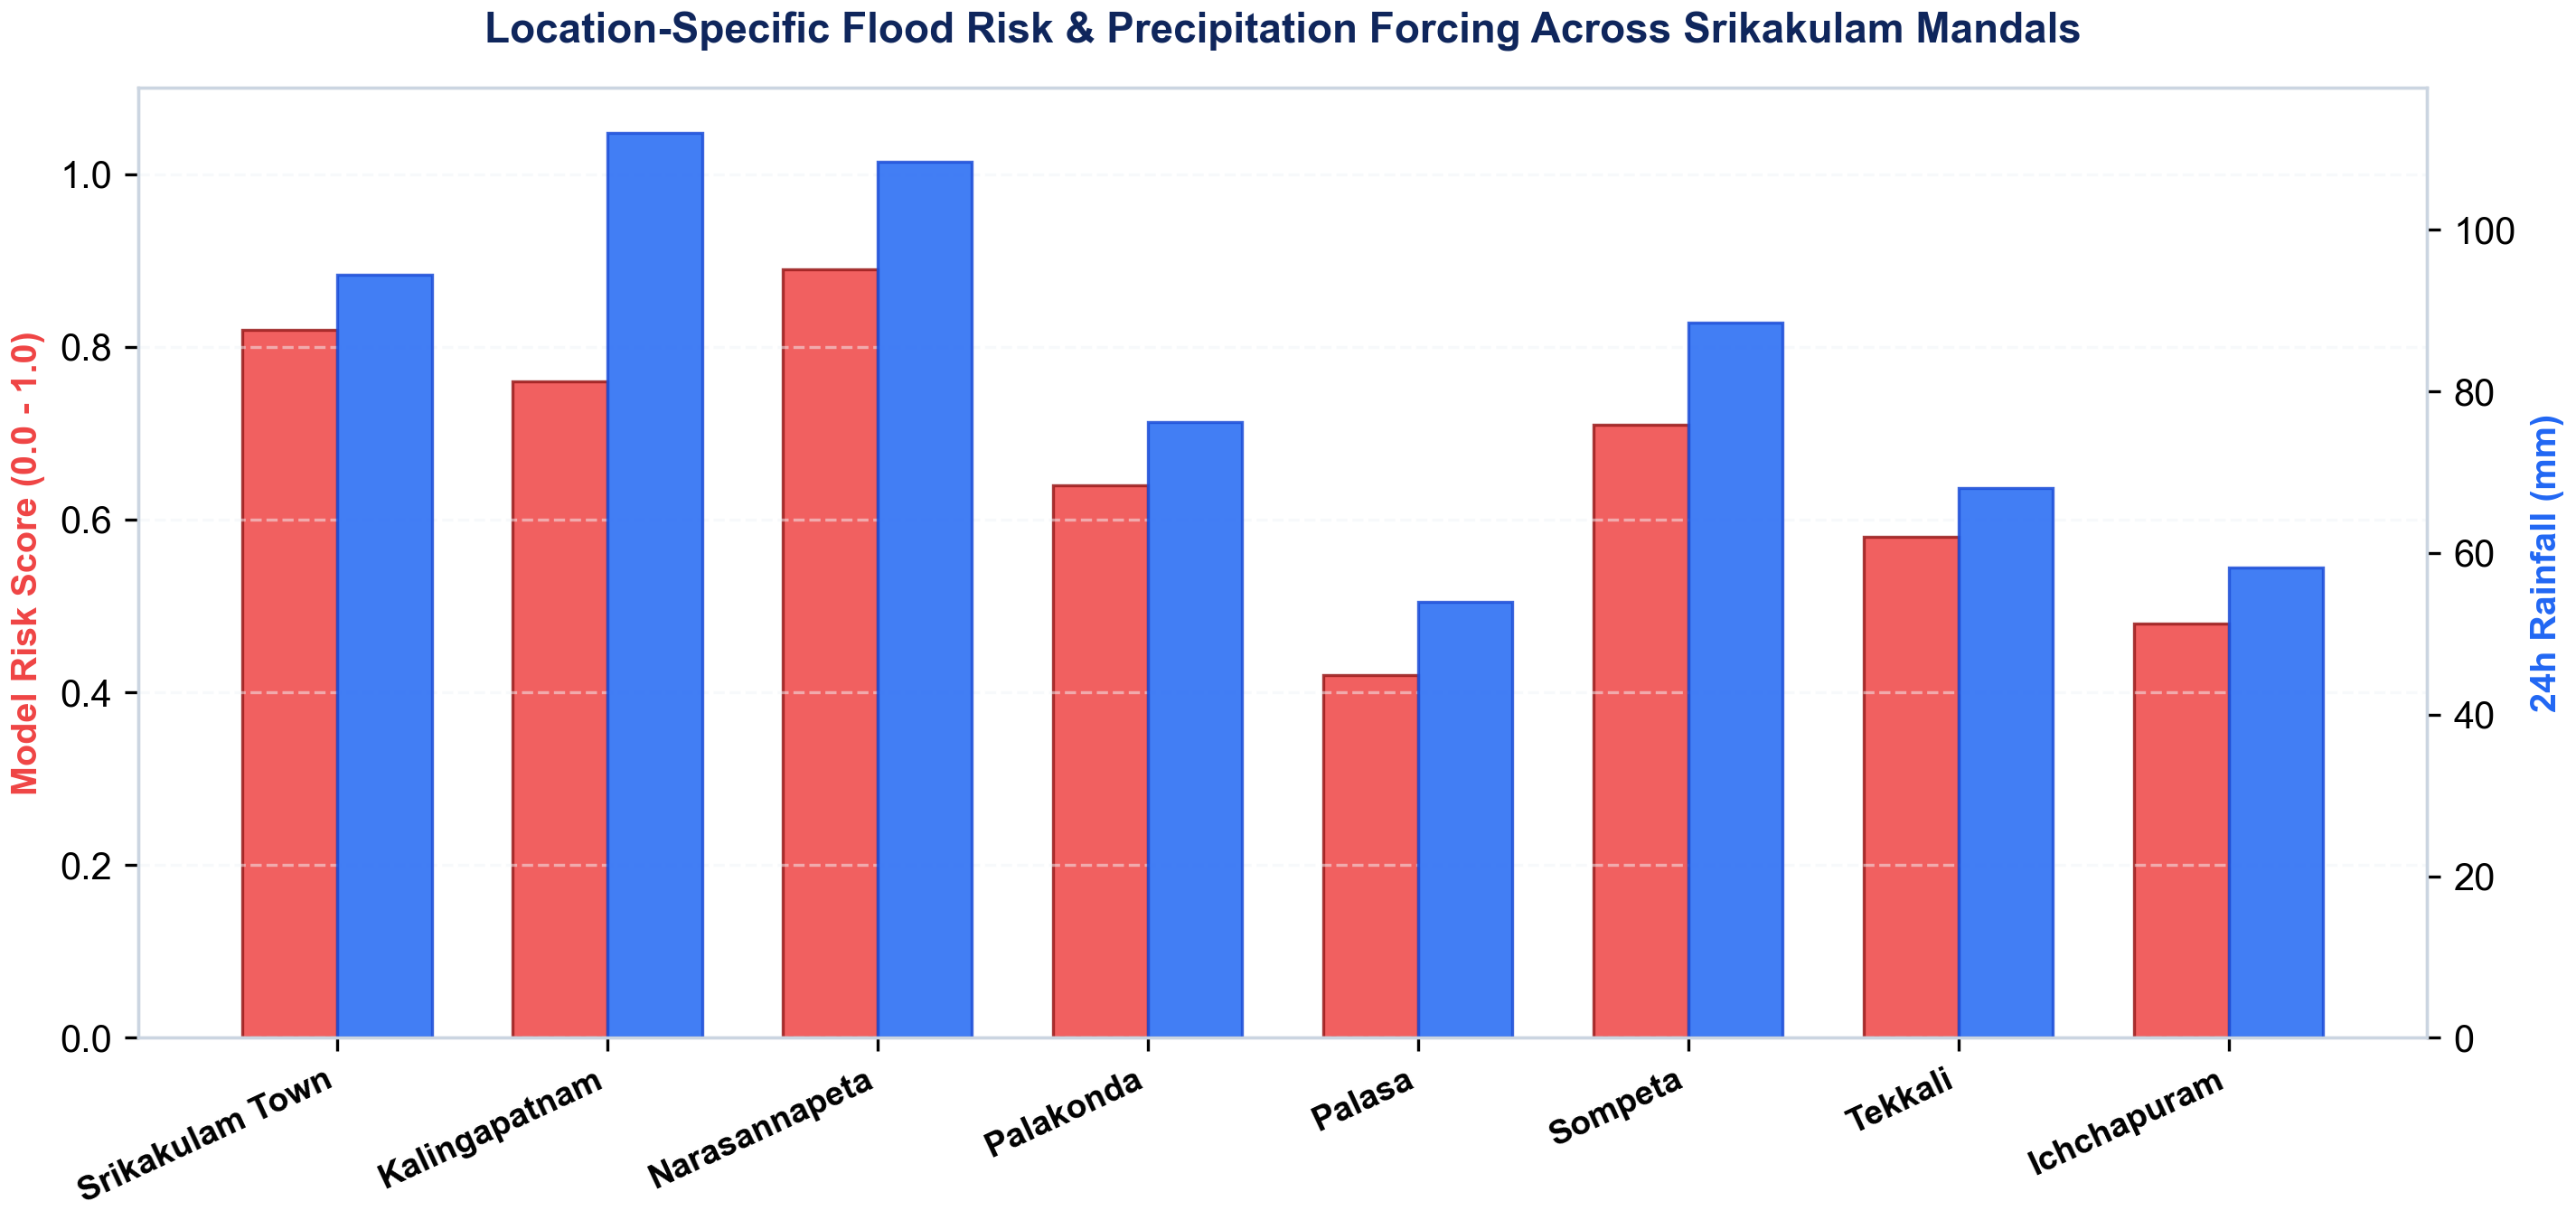 Location-Specific Flood Risk & Precipitation Forcing Across Srikakulam Mandals
Model Risk Score (0.0 - 1.0)
1.0
0.8
0.6
0.4
0.2
0.0
100
80
60
40
20
0
24h Rainfall (mm)
Srikakulam Town
Kalingapatnam
Narasannapeta
Palakonda
Palasa
Sompeta
Tekkali
Ichchapuram